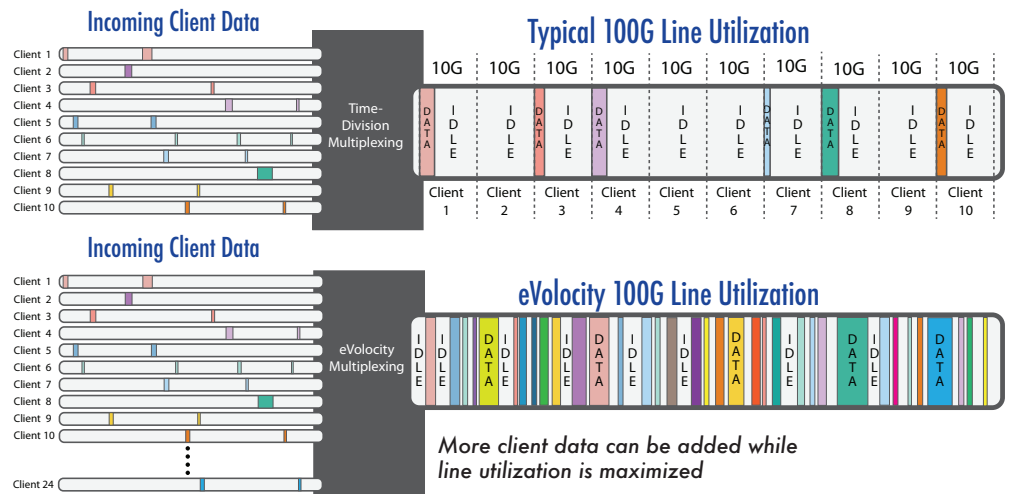 Incoming Client Data
Client 1
Client 2
Client 3
Client 4
Client 5
Client 6
Client 7
Client 8
Client 9
Client 10
Time-
Division
Multiplexing
Typical 100G Line Utilization
10G 10G 10G 10G 10G 10G 10G 10G 10G 10G
DATA IDLE IDLE DATA IDLE DATA IDLE IDLE IDLE DATA IDLE DATA IDLE IDLE DATA IDLE
Client Client Client Client Client Client Client Client Client Client
1 2 3 4 5 6 7 8 9 10
Incoming Client Data
Client 1
Client 2
Client 3
Client 4
Client 5
Client 6
Client 7
Client 8
Client 9
Client 10
Client 24
eVolocity
Multiplexing
eVolocity 100G Line Utilization
IDLE IDLE DATA IDLE IDLE DATA IDLE IDLE DATA IDLE DATA IDLE DATA
More client data can be added while
line utilization is maximized